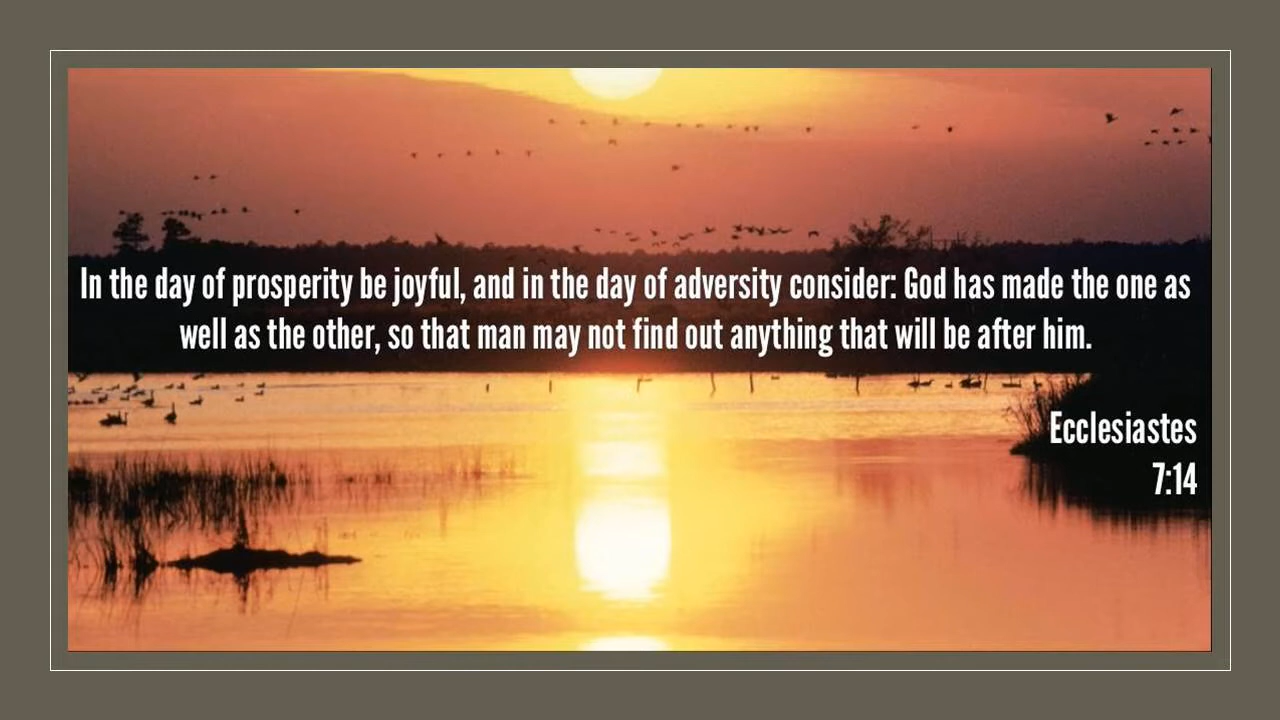 In the day of prosperity be joyful, and in the day of adversity consider: God has made the one as
well as the other, so that man may not find out anything that will be after him.
Ecclesiastes
7:14